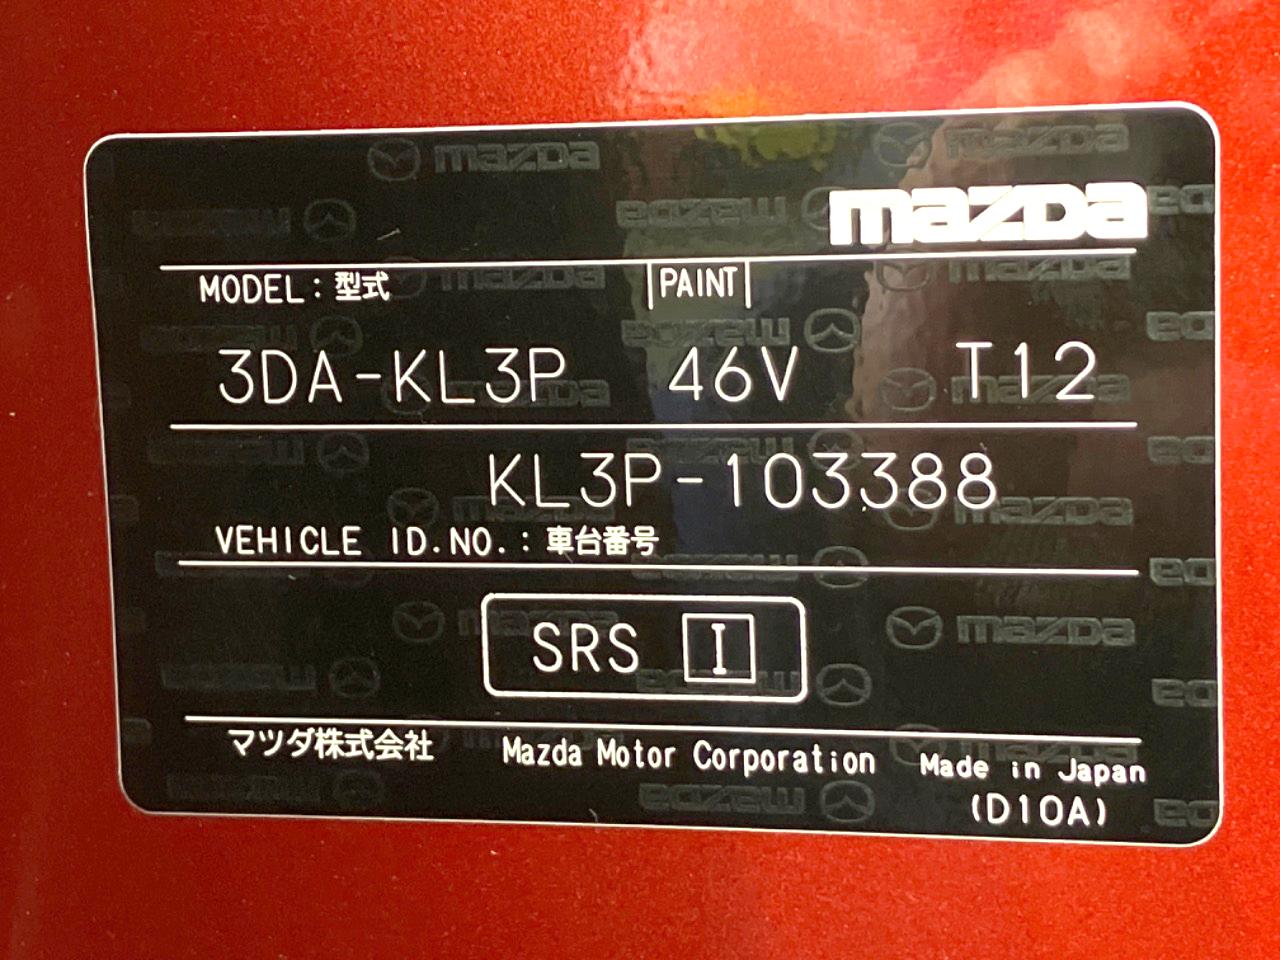 mazda
MODEL：型式 PAINT
3DA-KL3P 46V T12
KL3P-103388
VEHICLE ID.NO.：車台番号
SRS I
マツダ株式会社 Mazda Motor Corporation Made in Japan
(D10A)